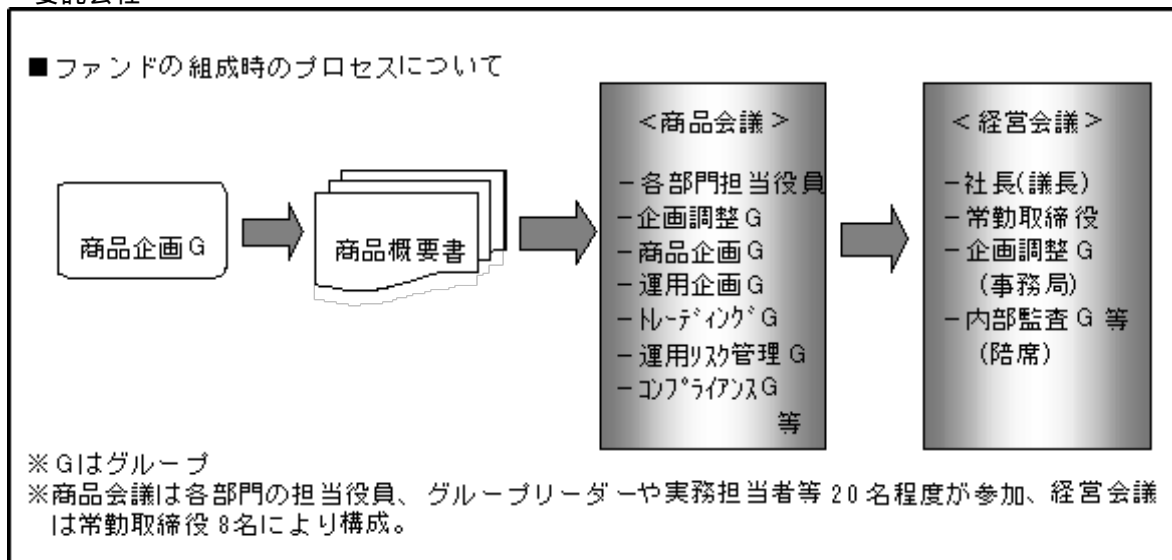 ■ファンドの組成時のプロセスについて
商品企画G
商品概要書
＜商品会議＞
－各部門担当役員
－企画調整G
－商品企画G
－運用企画G
－ﾄﾚｰﾃﾞｨﾝｸﾞG
－運用ﾘｽｸ管理G
－ｺﾝﾌﾟﾗｲｱﾝｽG
等
＜経営会議＞
－社長(議長)
－常勤取締役
－企画調整G
(事務局)
－内部監査G 等
(陪席)
※Gはグループ
※商品会議は各部門の担当役員、グループリーダーや実務担当者等20名程度が参加、経営会議
は常勤取締役8名により構成。